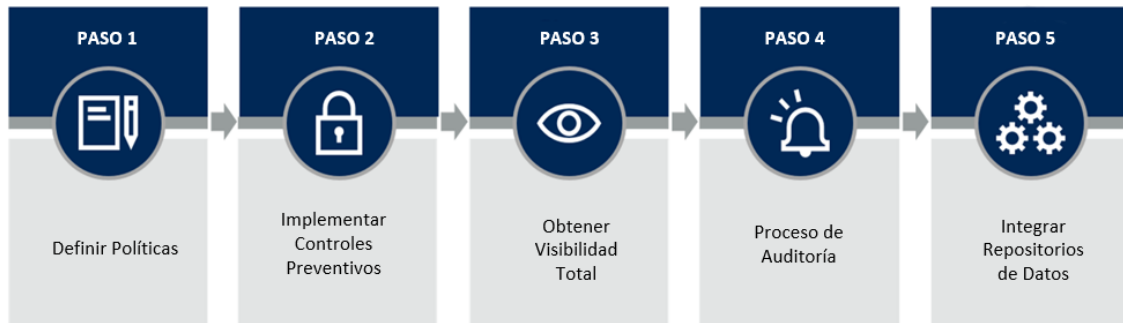 PASO 1
PASO 2
PASO 3
PASO 4
PASO 5
Definir Políticas
Implementar
Controles
Preventivos
Obtener
Visibilidad
Total
Proceso de
Auditoría
Integrar
Repositorios
de Datos